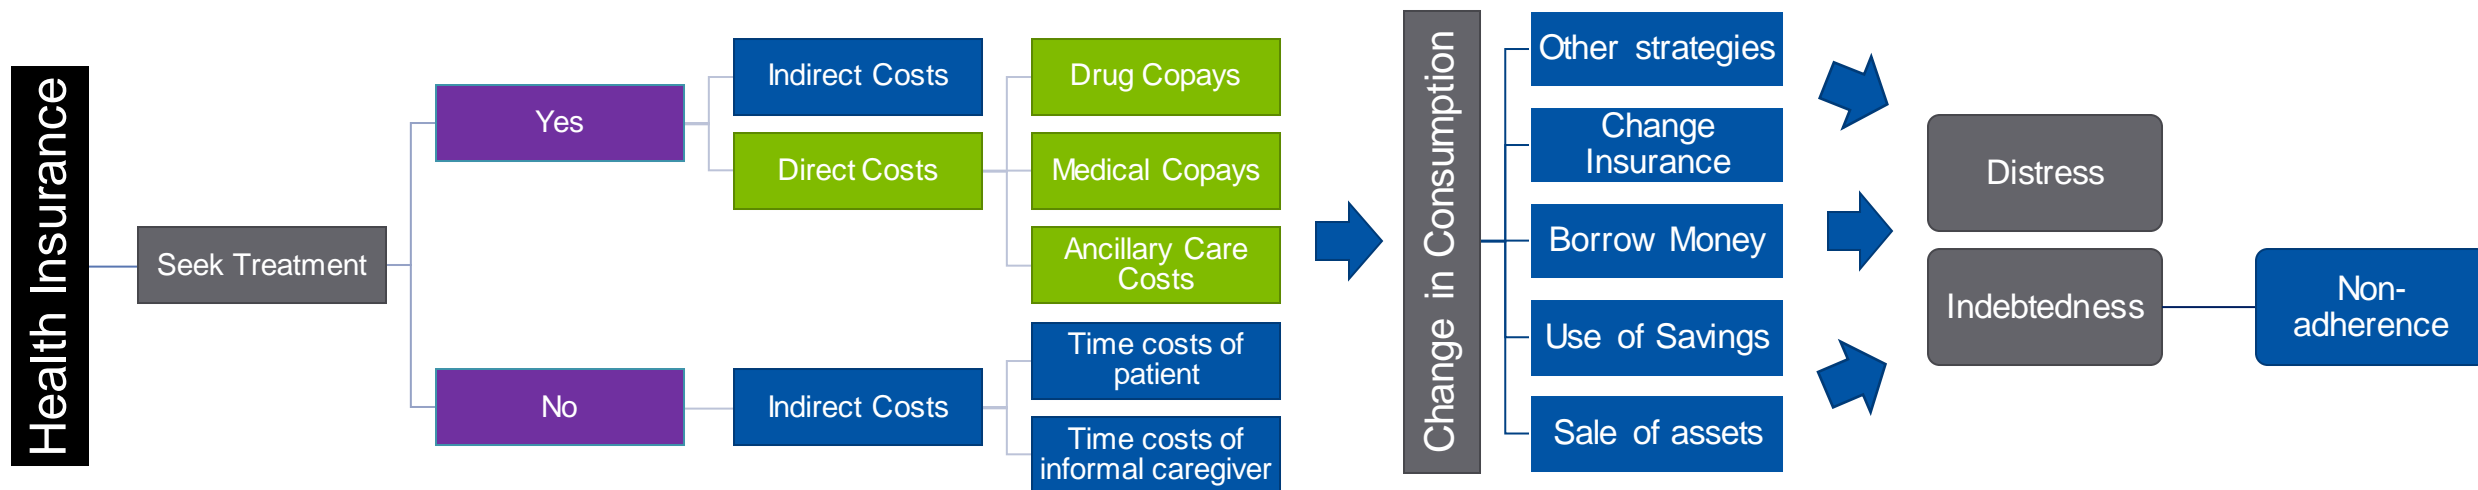 Health Insurance
Seek Treatment
Yes
No
Indirect Costs
Direct Costs
Indirect Costs
Drug Copays
Medical Copays
Ancillary Care
Costs
Time costs of
patient
Time costs of
informal caregiver
Change in Consumption
Other strategies
Change
Insurance
Borrow Money
Use of Savings
Sale of assets
Distress
Indebtedness
Non-
adherence